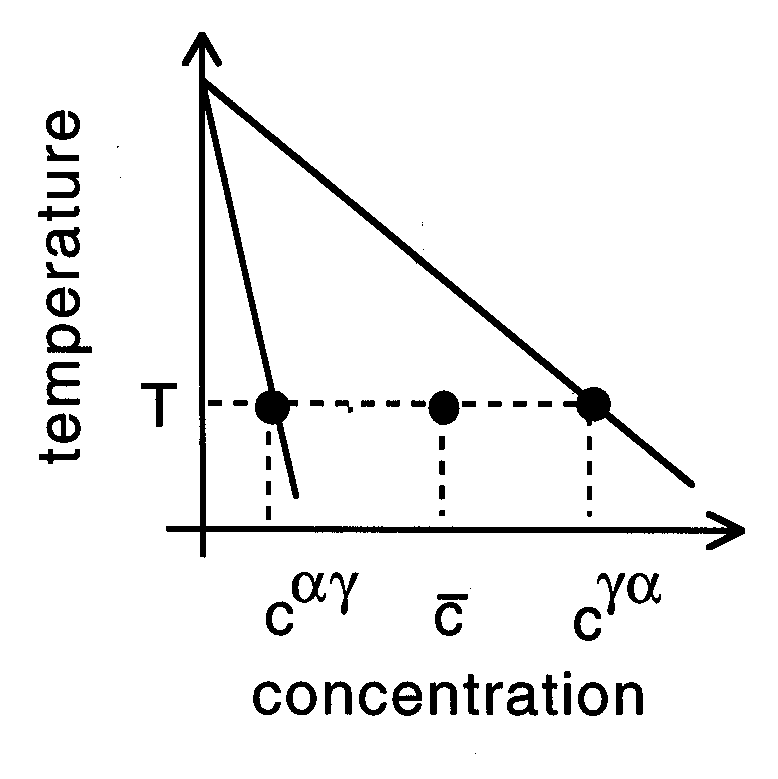 temperature
T
c^αγ
c̄
c^γα
concentration